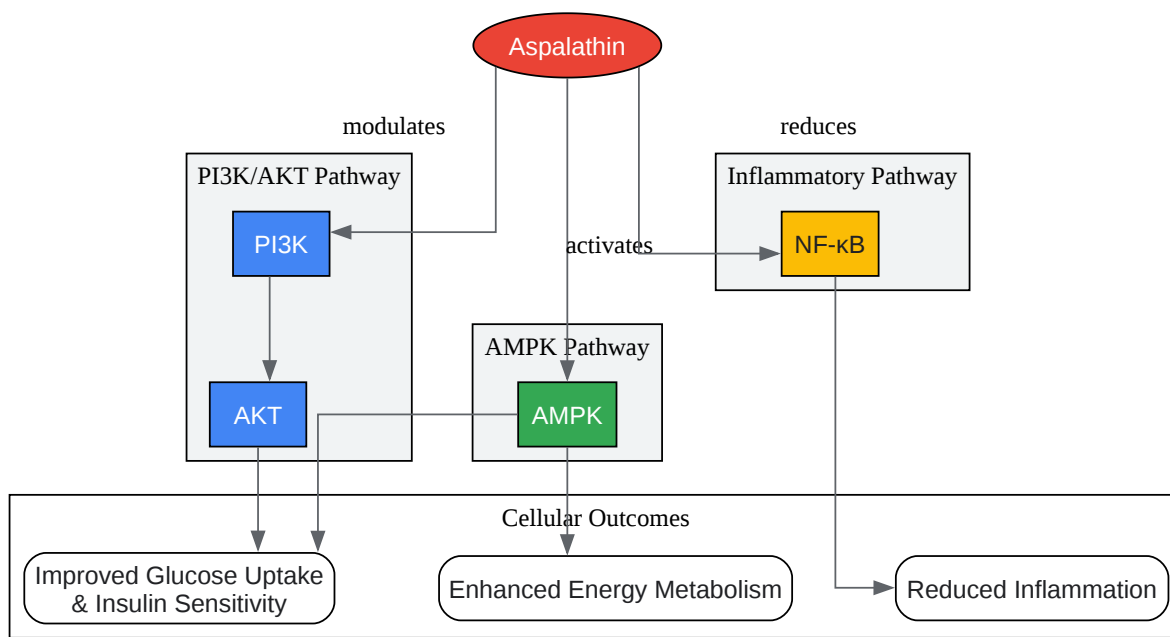 Aspalathin
modulates
reduces
PI3K/AKT Pathway
Inflammatory Pathway
PI3K
activates
NF-κB
AMPK Pathway
AKT
AMPK
Cellular Outcomes
Improved Glucose Uptake
& Insulin Sensitivity
Enhanced Energy Metabolism
Reduced Inflammation